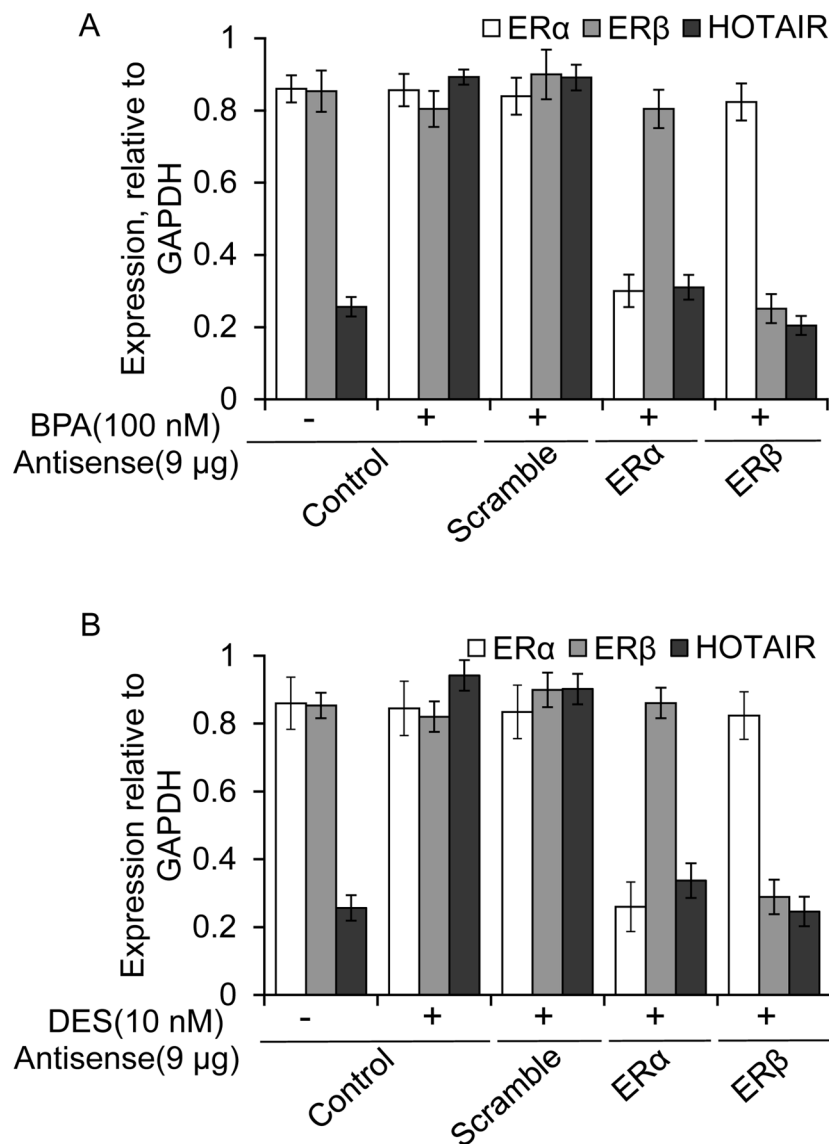 A
ERα ERβ HOTAIR
Expression, relative to
GAPDH
1
0.8
0.6
0.4
0.2
0
BPA(100 nM) - + + + +
Antisense(9 µg) Control Scramble ERα ERβ
B
ERα ERβ HOTAIR
Expression relative to
GAPDH
1
0.8
0.6
0.4
0.2
0
DES(10 nM) - + + + +
Antisense(9 µg) Control Scramble ERα ERβ